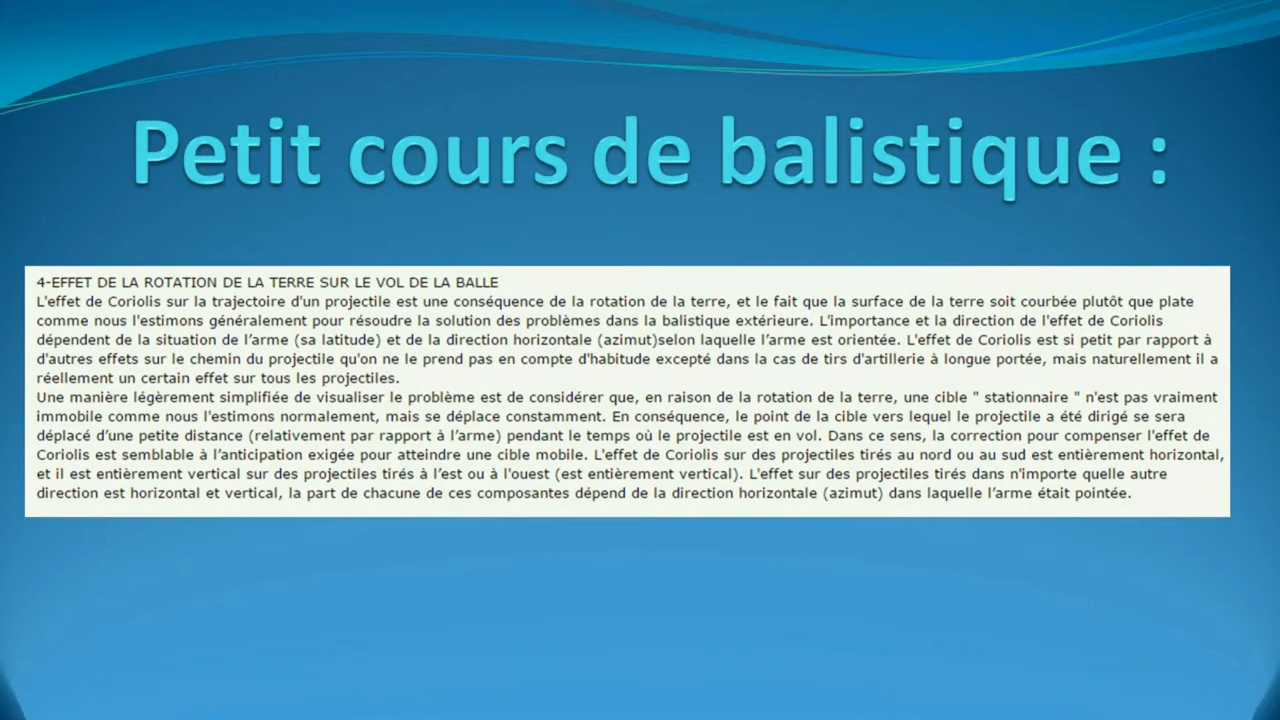 Petit cours de balistique :
4-EFFET DE LA ROTATION DE LA TERRE SUR LE VOL DE LA BALLE
L'effet de Coriolis sur la trajectoire d'un projectile est une conséquence de la rotation de la terre, et le fait que la surface de la terre soit courbée plutôt que plate
comme nous l'estimons généralement pour résoudre la solution des problèmes dans la balistique extérieure. L'importance et la direction de l'effet de Coriolis
dépendent de la situation de l’arme (sa latitude) et de la direction horizontale (azimut)selon laquelle l’arme est orientée. L'effet de Coriolis est si petit par rapport à
d'autres effets sur le chemin du projectile qu'on ne le prend pas en compte d'habitude excepté dans la cas de tirs d'artillerie à longue portée, mais naturellement il a
réellement un certain effet sur tous les projectiles.
Une manière légèrement simplifiée de visualiser le problème est de considérer que, en raison de la rotation de la terre, une cible " stationnaire " n'est pas vraiment
immobile comme nous l'estimons normalement, mais se déplace constamment. En conséquence, le point de la cible vers lequel le projectile a été dirigé se sera
déplacé d’une petite distance (relativement par rapport à l’arme) pendant le temps où le projectile est en vol. Dans ce sens, la correction pour compenser l'effet de
Coriolis est semblable à l’anticipation exigée pour atteindre une cible mobile. L'effet de Coriolis sur des projectiles tirés au nord ou au sud est entièrement horizontal,
et il est entièrement vertical sur des projectiles tirés à l’est ou à l'ouest (est entièrement vertical). L'effet sur des projectiles tirés dans n'importe quelle autre
direction est horizontal et vertical, la part de chacune de ces composantes dépend de la direction horizontale (azimut) dans laquelle l’arme était pointée.